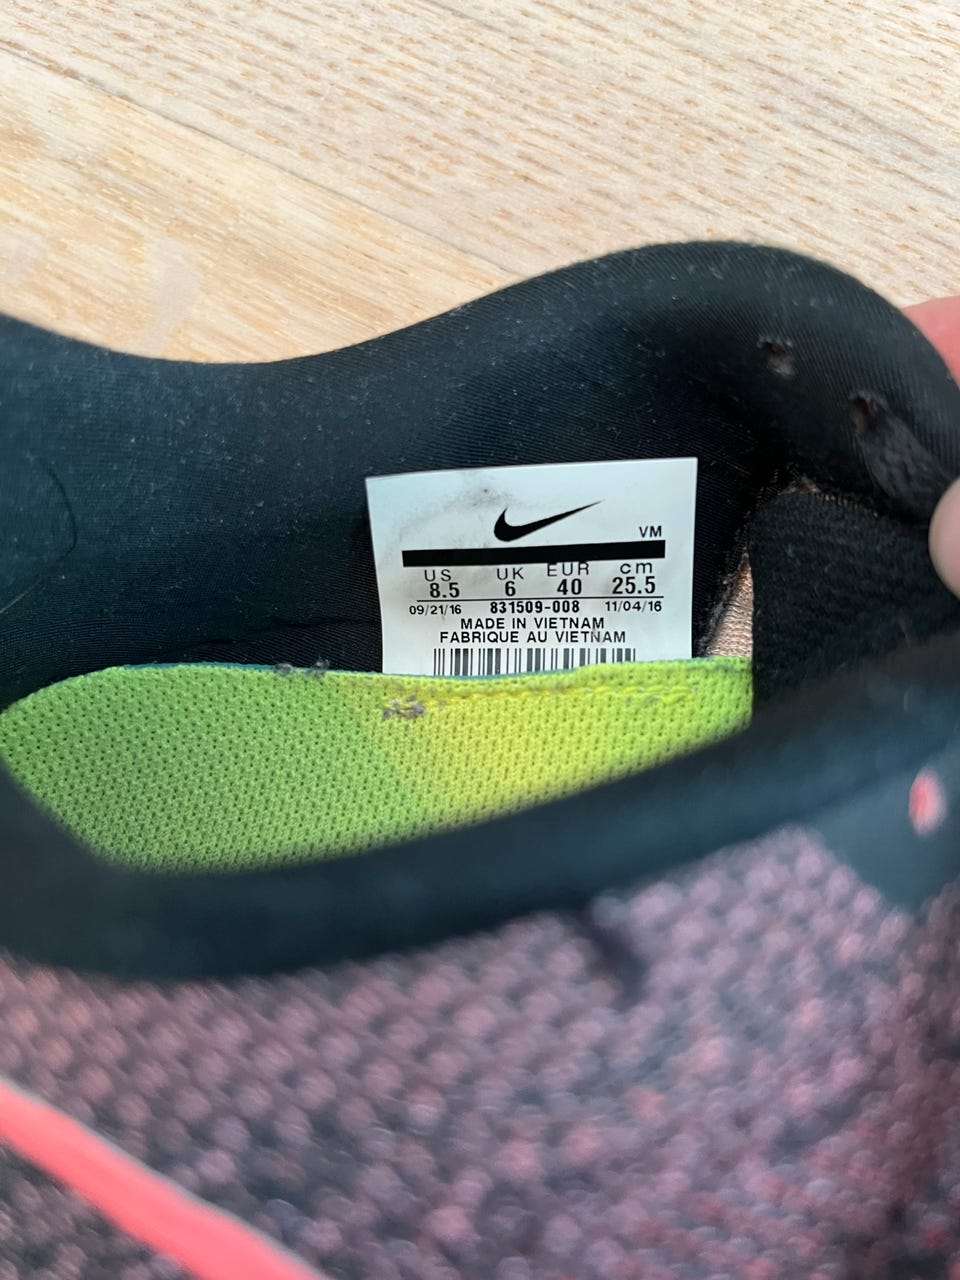 VM
US UK EUR cm
8.5 6 40 25.5
09/21/16 831509-008 11/04/16
MADE IN VIETNAM
FABRIQUE AU VIETNAM